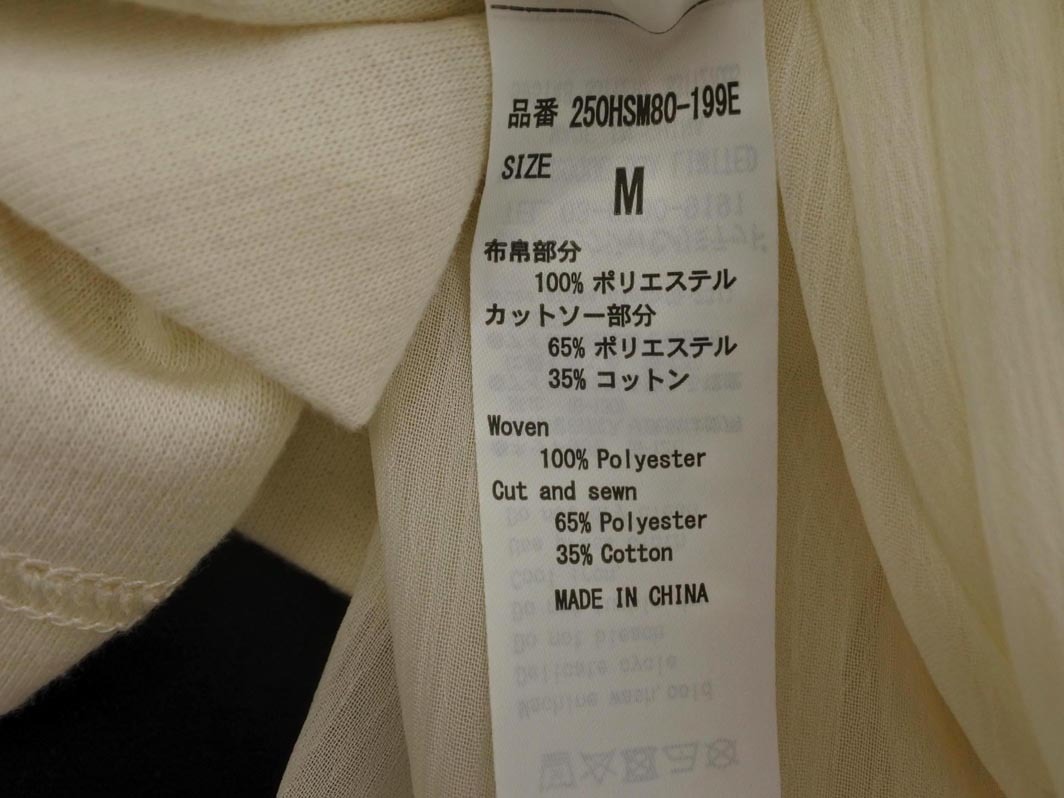 品番 250HSM80-199E
SIZE
M
布帛部分
100% ポリエステル
カットソー部分
65% ポリエステル
35% コットン
Woven
100% Polyester
Cut and sewn
65% Polyester
35% Cotton
MADE IN CHINA